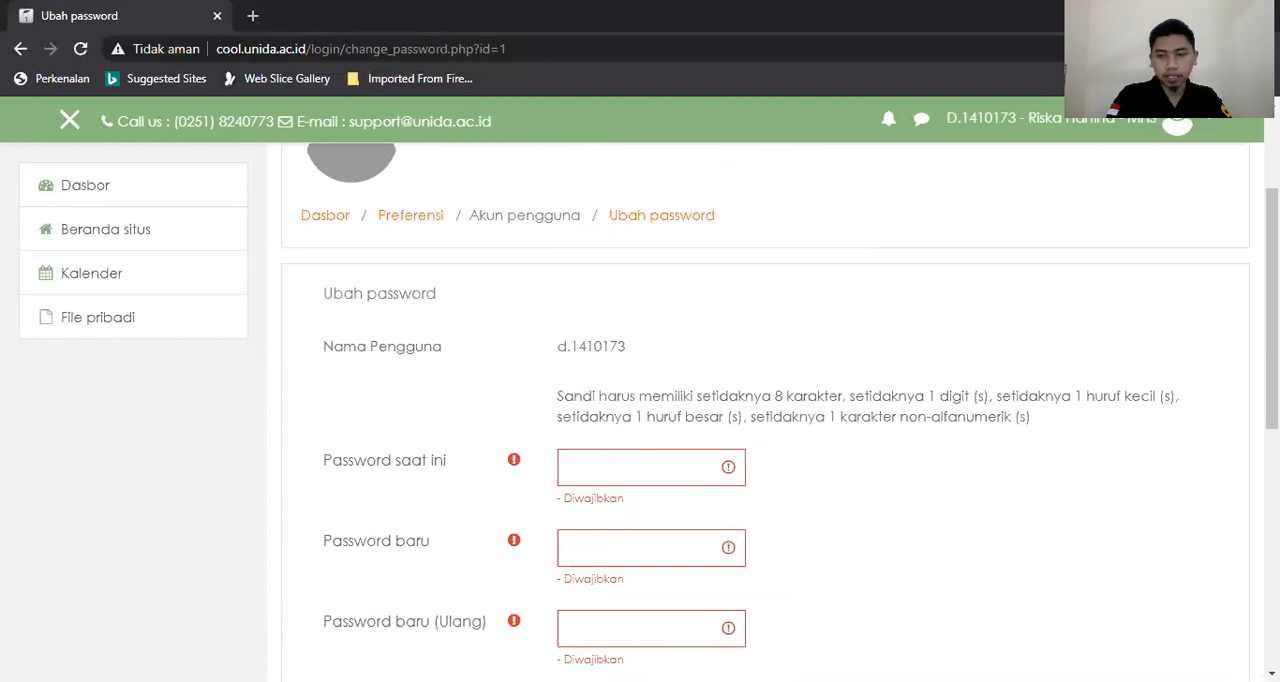 Ubah password
Tidak aman cool.unida.ac.id/login/change_password.php?id=1
Perkenalan Suggested Sites Web Slice Gallery Imported From Fire...
Call us : (0251) 8240773 E-mail : support@unida.ac.id
D.1410173 - Riska
Dasbor
Beranda situs
Kalender
File pribadi
Dasbor / Preferensi / Akun pengguna / Ubah password
Ubah password
Nama Pengguna d.1410173
Sandi harus memiliki setidaknya 8 karakter, setidaknya 1 digit (s), setidaknya 1 huruf kecil (s),
setidaknya 1 huruf besar (s), setidaknya 1 karakter non-alfanumerik (s)
Password saat ini
- Diwajibkan
Password baru
- Diwajibkan
Password baru (Ulang)
- Diwajibkan